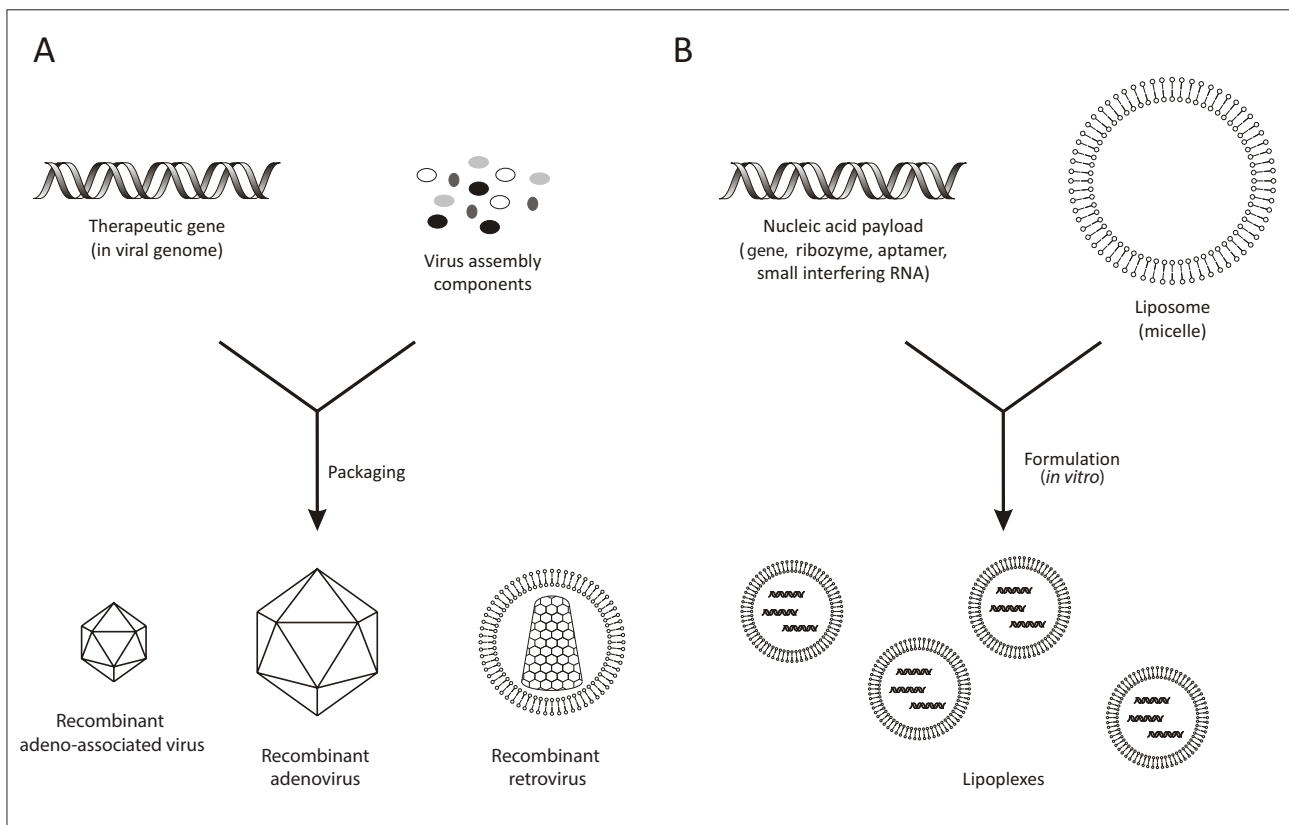 A
Therapeutic gene
(in viral genome)
Virus assembly
components
Packaging
Recombinant
adeno-associated virus
Recombinant
adenovirus
Recombinant
retrovirus
B
Nucleic acid payload
(gene, ribozyme, aptamer,
small interfering RNA)
Liposome
(micelle)
Formulation
(in vitro)
Lipoplexes